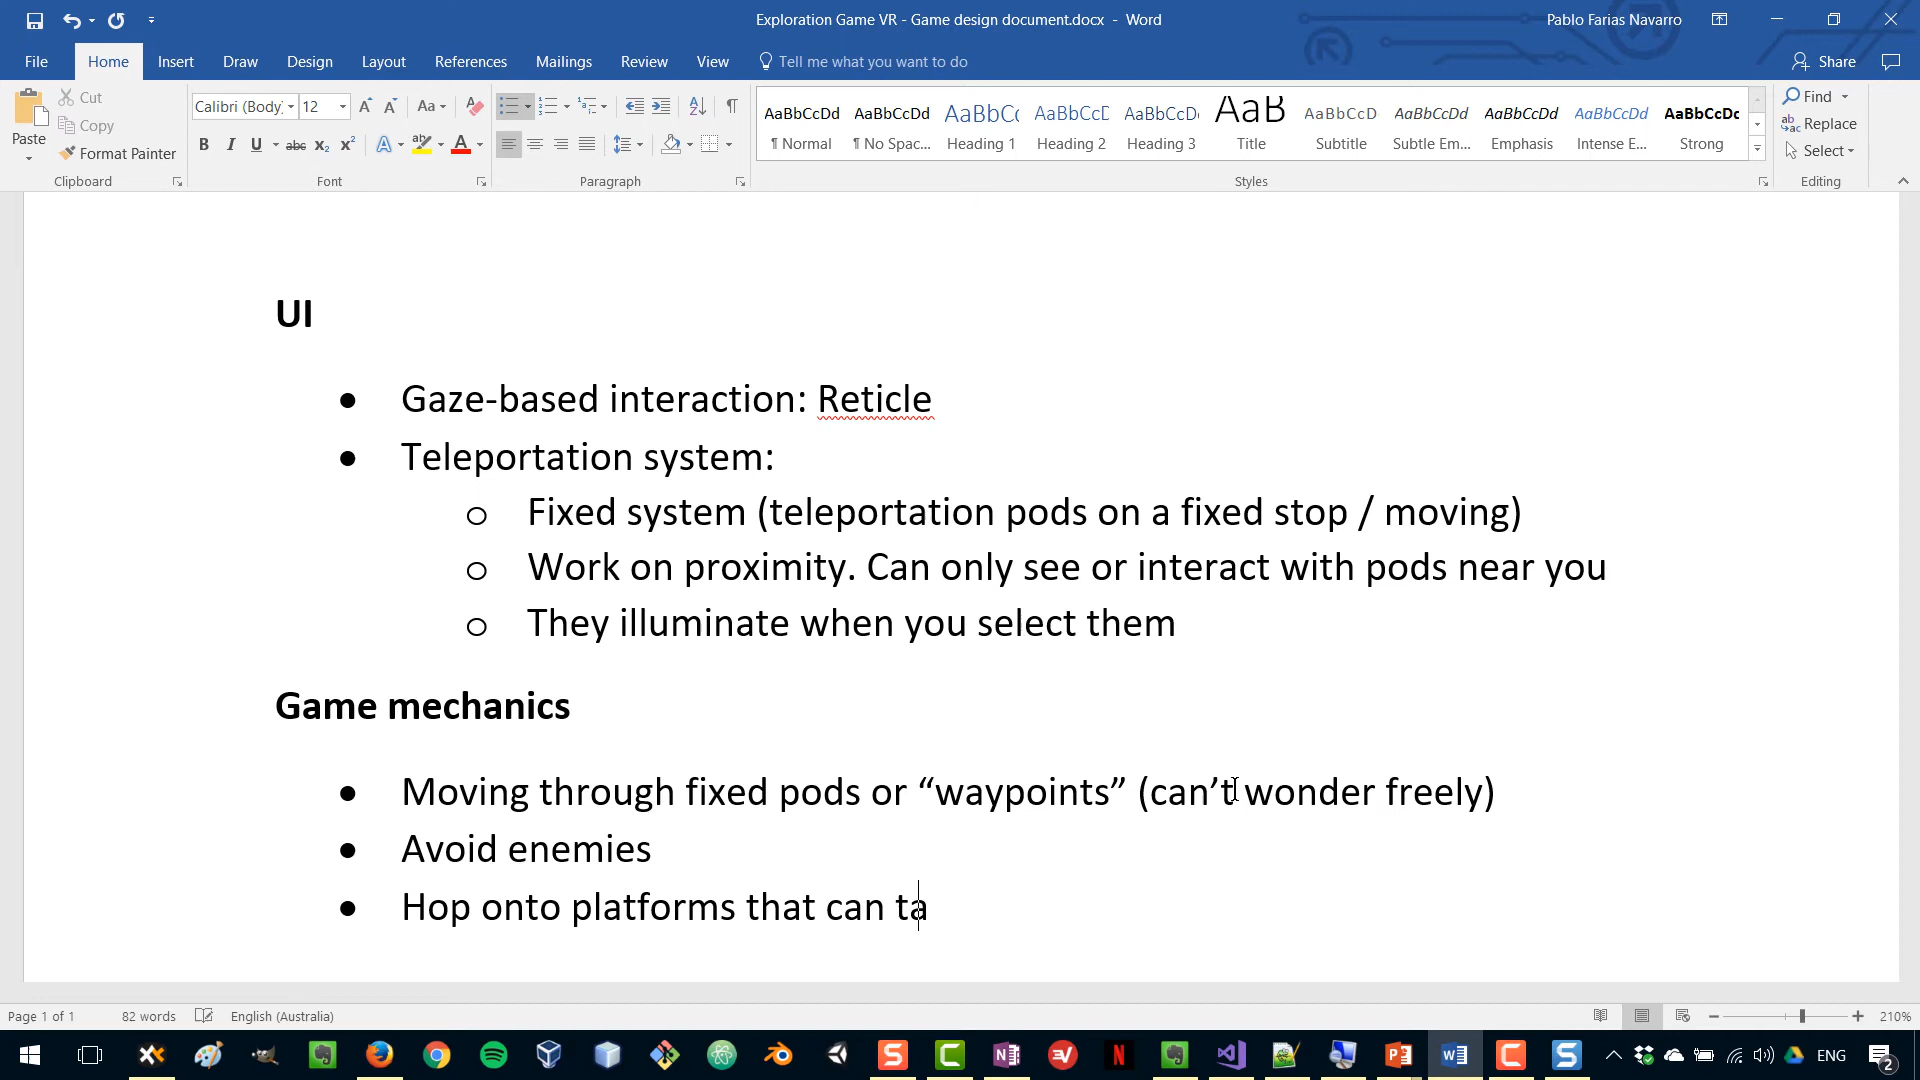 Exploration Game VR - Game design document.docx - Word
Pablo Farias Navarro
File Home Insert Draw Design Layout References Mailings Review View Tell me what you want to do
Share
Paste
Cut
Copy
Format Painter
Clipboard
Calibri (Body) 12
Aa
B I U abc X₂ X²
A A
Font
Paragraph
AaBbCcDd ¶ Normal
AaBbCcDd ¶ No Spac...
AaBbCc Heading 1
AaBbCcE Heading 2
AaBbCcD Heading 3
AaB Title
AaBbCcD Subtitle
AaBbCcDd Subtle Em...
AaBbCcDd Emphasis
AaBbCcDd Intense E...
AaBbCcDc Strong
Styles
Find
Replace
Select
Editing
UI
● Gaze-based interaction: Reticle
● Teleportation system:
o Fixed system (teleportation pods on a fixed stop / moving)
o Work on proximity. Can only see or interact with pods near you
o They illuminate when you select them
Game mechanics
● Moving through fixed pods or “waypoints” (can’t wonder freely)
● Avoid enemies
● Hop onto platforms that can ta
Page 1 of 1 82 words English (Australia)
210%
ENG
2